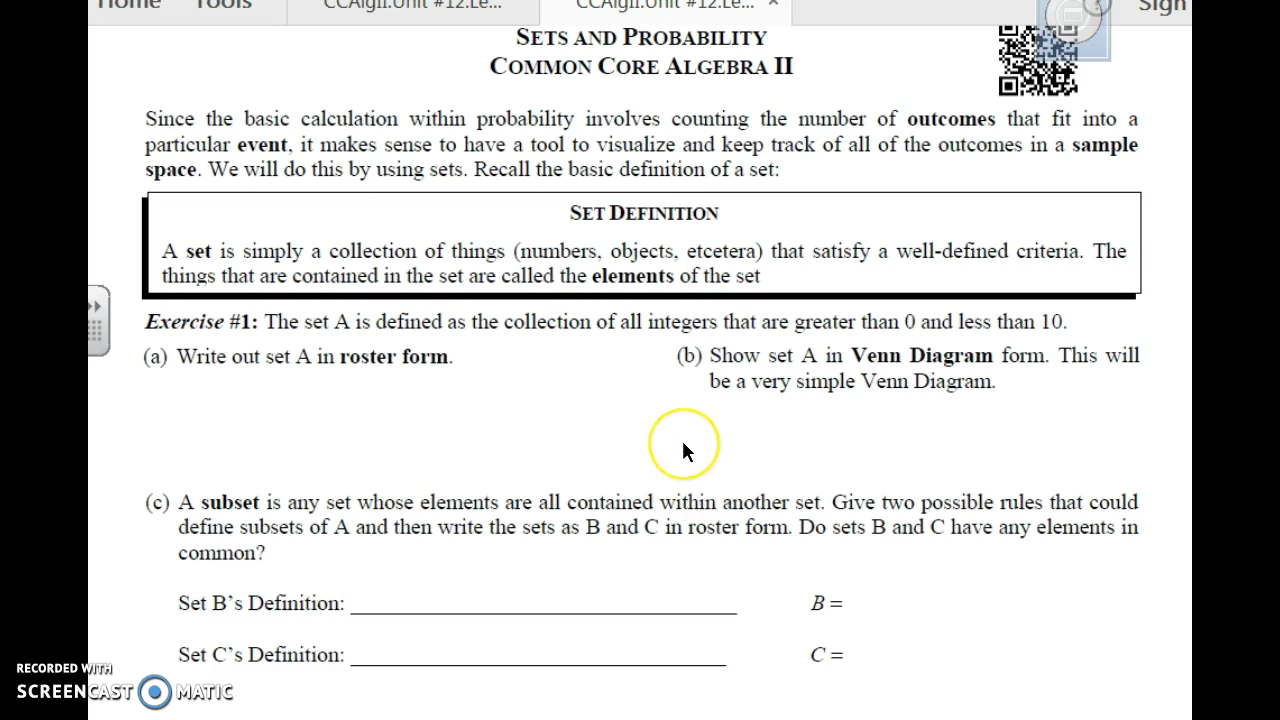 Home Tools CCAlgII.Unit #12.Le... CCAlgII.Unit #12.Le... × ? Sign
SETS AND PROBABILITY
COMMON CORE ALGEBRA II
Since the basic calculation within probability involves counting the number of outcomes that fit into a
particular event, it makes sense to have a tool to visualize and keep track of all of the outcomes in a sample
space. We will do this by using sets. Recall the basic definition of a set:
SET DEFINITION
A set is simply a collection of things (numbers, objects, etcetera) that satisfy a well-defined criteria. The
things that are contained in the set are called the elements of the set
Exercise #1: The set A is defined as the collection of all integers that are greater than 0 and less than 10.
(a) Write out set A in roster form.
(b) Show set A in Venn Diagram form. This will
be a very simple Venn Diagram.
(c) A subset is any set whose elements are all contained within another set. Give two possible rules that could
define subsets of A and then write the sets as B and C in roster form. Do sets B and C have any elements in
common?
Set B's Definition: ___________________________________ B =
Set C's Definition: __________________________________ C =
RECORDED WITH
SCREENCAST MATIC